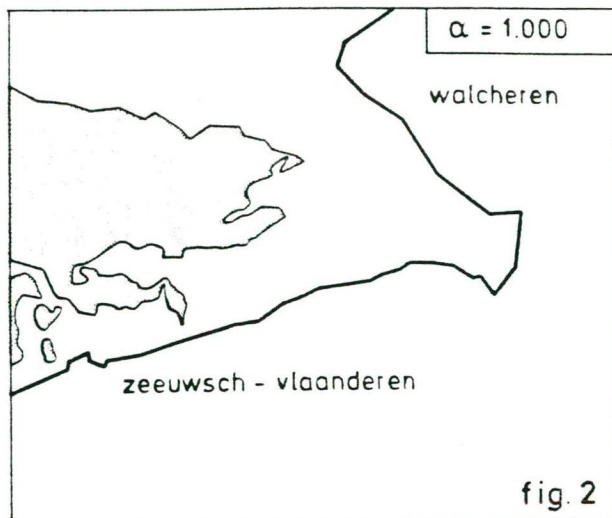 α = 1.000
walcheren
zeeuwsch - vlaanderen
fig. 2